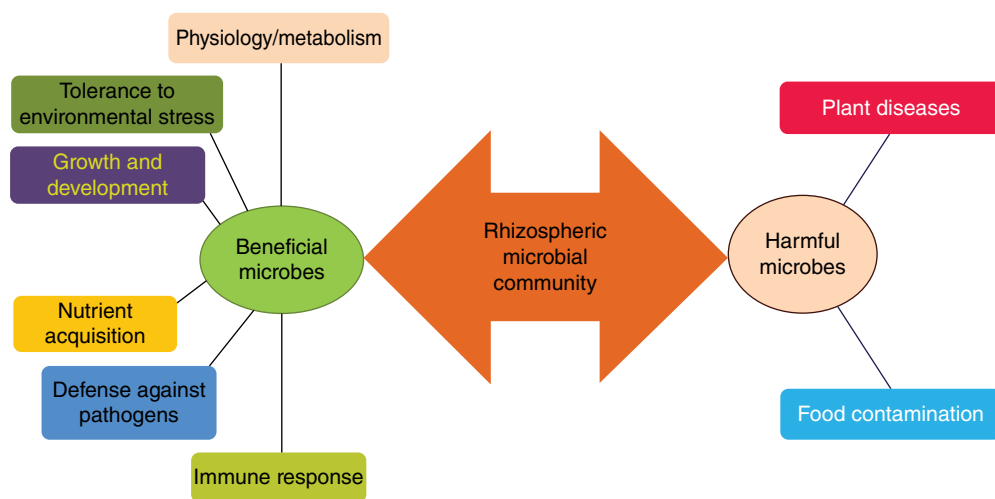 Physiology/metabolism
Tolerance to
environmental stress
Growth and
development
Beneficial
microbes
Nutrient
acquisition
Defense against
pathogens
Immune response
Rhizospheric
microbial
community
Plant diseases
Harmful
microbes
Food contamination